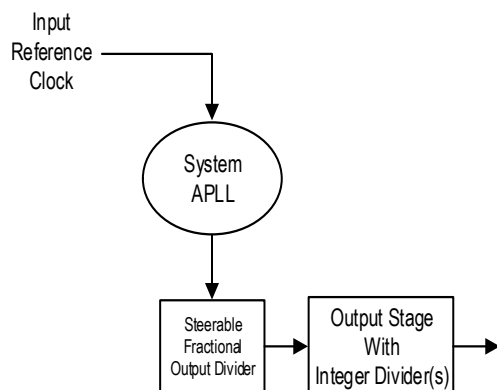 Input
Reference
Clock
System
APLL
Steerable
Fractional
Output Divider
Output Stage
With
Integer Divider(s)